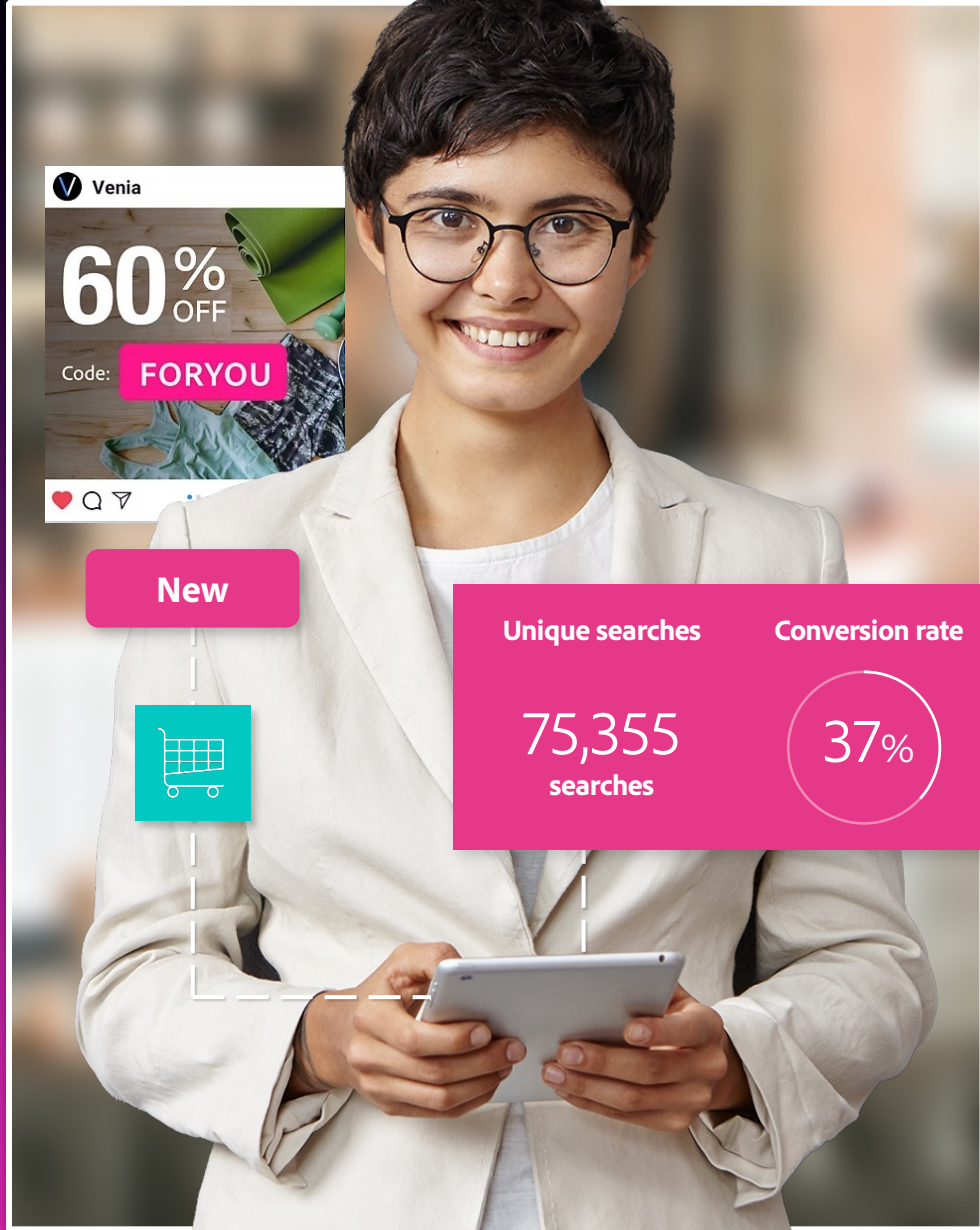 Venia
60%
OFF
Code: FORYOU
New
Unique searches
75,355
searches
Conversion rate
37%